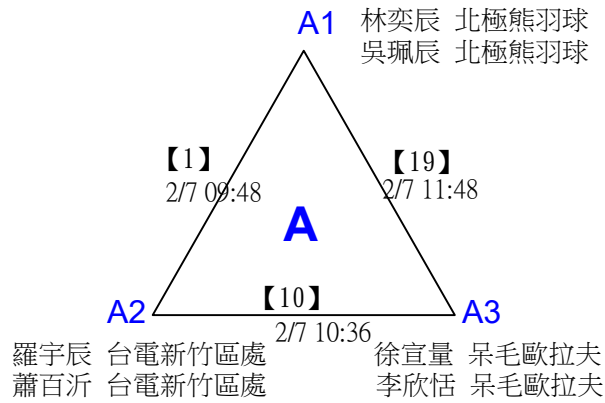 A1 林奕辰 北極熊羽球
吳珮辰 北極熊羽球
【1】
2/7 09:48
【19】
2/7 11:48
A
【10】
2/7 10:36
A2
A3
羅宇辰 台電新竹區處
蕭百沂 台電新竹區處
徐宣量 呆毛歐拉夫
李欣恬 呆毛歐拉夫